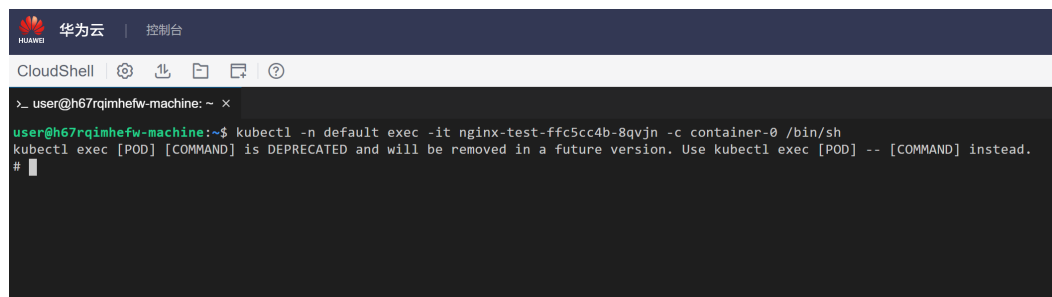 HUAWEI 华为云 | 控制台
CloudShell
>_ user@h67rqimhefw-machine: ~ ×
user@h67rqimhefw-machine:~$ kubectl -n default exec -it nginx-test-ffc5cc4b-8qvjn -c container-0 /bin/sh
kubectl exec [POD] [COMMAND] is DEPRECATED and will be removed in a future version. Use kubectl exec [POD] -- [COMMAND] instead.
#